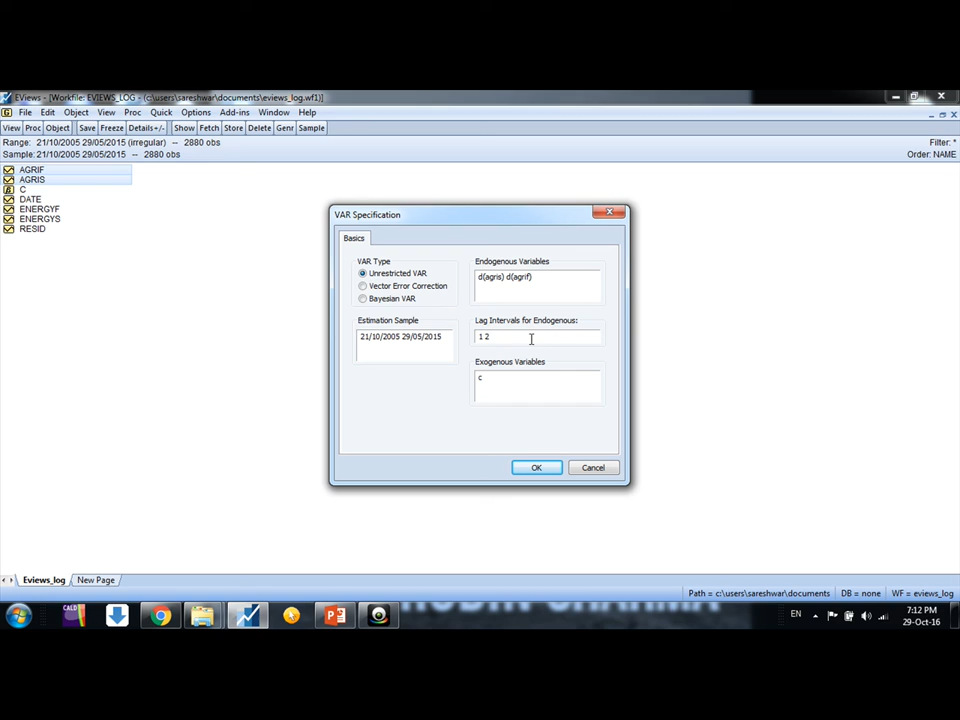 EViews - [Workfile: EVIEWS_LOG - (c:\users\sareshwar\documents\eviews_log.wf1)]
G File Edit Object View Proc Quick Options Add-ins Window Help
View Proc Object Save Freeze Details+/- Show Fetch Store Delete Genr Sample
Range: 21/10/2005 29/05/2015 (irregular) -- 2880 obs Filter: *
Sample: 21/10/2005 29/05/2015 -- 2880 obs Order: NAME
AGRIF
AGRIS
β C
DATE
ENERGYF
ENERGYS
RESID
VAR Specification
Basics
VAR Type
Unrestricted VAR
Vector Error Correction
Bayesian VAR
Estimation Sample
21/10/2005 29/05/2015
Endogenous Variables
d(agris) d(agrif)
Lag Intervals for Endogenous:
1 2
Exogenous Variables
c
OK Cancel
Eviews_log New Page
Path = c:\users\sareshwar\documents DB = none WF = eviews_log
CALD
EN
7:12 PM
29-Oct-16